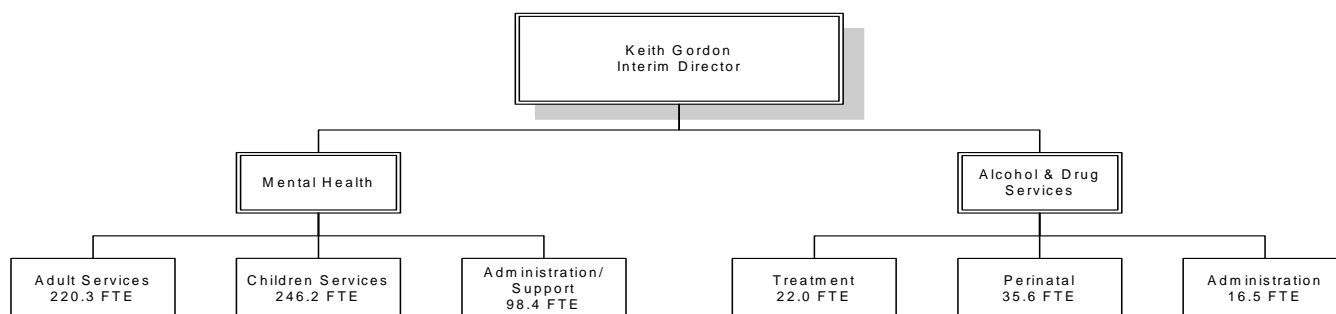 Keith Gordon
Interim Director
Mental Health
Alcohol & Drug
Services
Adult Services
220.3 FTE
Children Services
246.2 FTE
Administration/
Support
98.4 FTE
Treatment
22.0 FTE
Perinatal
35.6 FTE
Administration
16.5 FTE